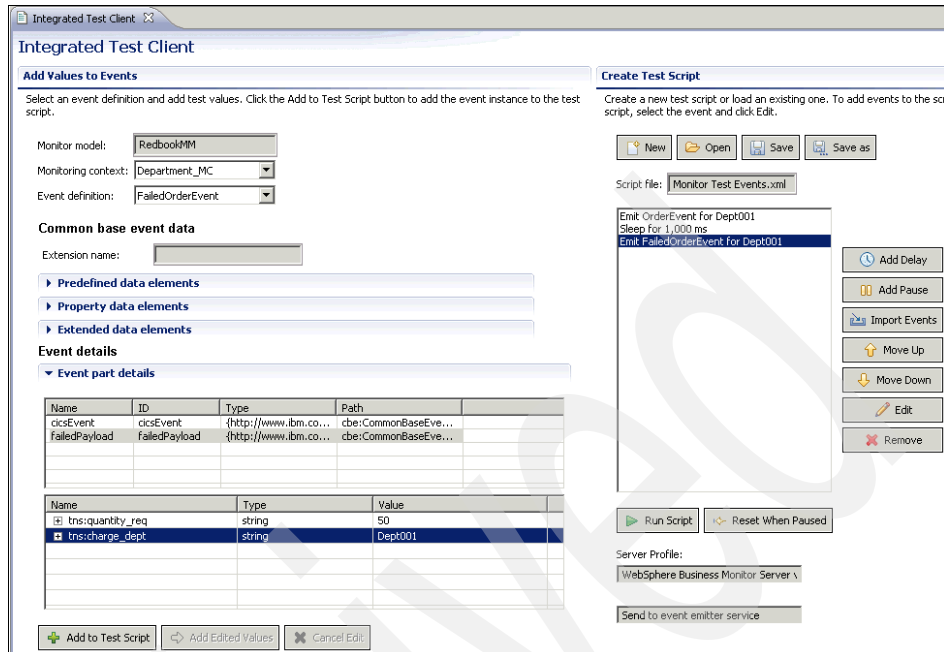 Integrated Test Client
Integrated Test Client
Add Values to Events
Select an event definition and add test values. Click the Add to Test Script button to add the event instance to the test
script.
Monitor model: RedbookMM
Monitoring context: Department_MC
Event definition: FailedOrderEvent
Common base event data
Extension name:
Predefined data elements
Property data elements
Extended data elements
Event details
Event part details
Name ID Type Path
cicsEvent cicsEvent {http://www.ibm.co... cbe:CommonBaseEve...
failedPayload failedPayload {http://www.ibm.co... cbe:CommonBaseEve...
Name Type Value
tns:quantity_req string 50
tns:charge_dept string Dept001
Add to Test Script Add Edited Values Cancel Edit
Create Test Script
Create a new test script or load an existing one. To add events to the
script, select the event and click Edit.
New Open Save Save as
Script file: Monitor Test Events.xml
Emit OrderEvent for Dept001
Sleep for 1,000 ms
Emit FailedOrderEvent for Dept001
Add Delay
Add Pause
Import Events
Move Up
Move Down
Edit
Remove
Run Script Reset When Paused
Server Profile:
WebSphere Business Monitor Server
Send to event emitter service